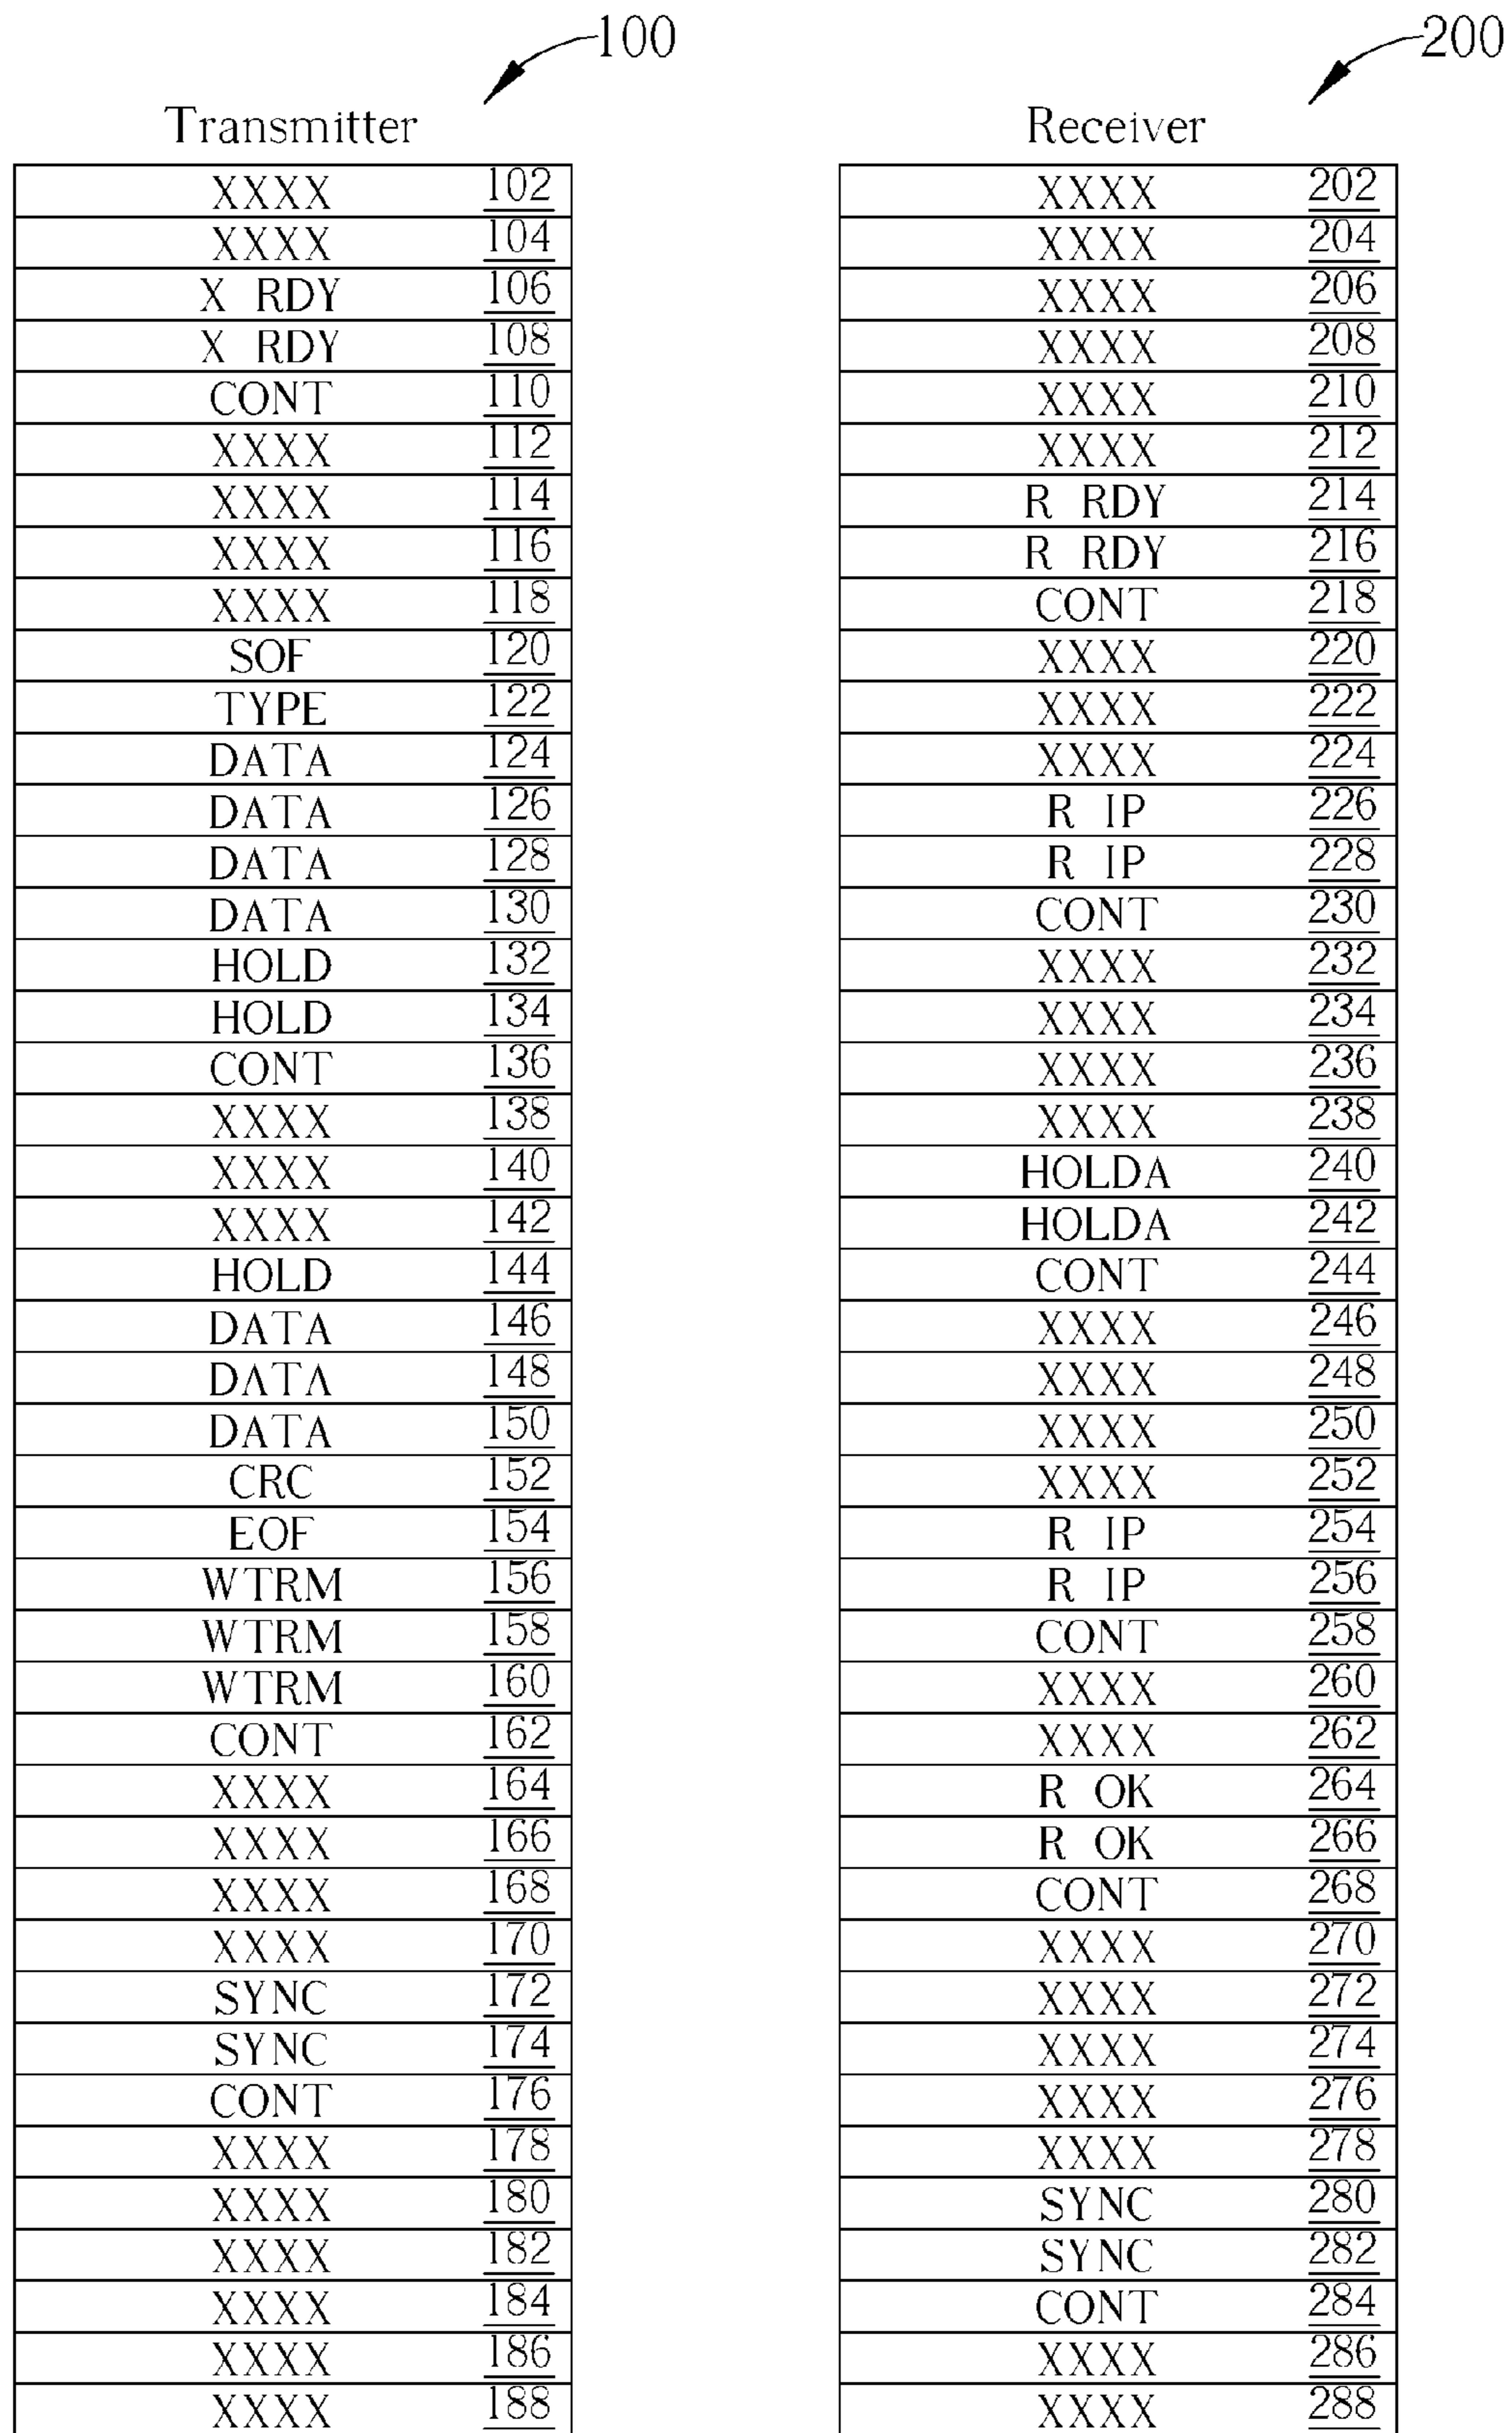 100 200
Transmitter Receiver
XXXX 102 XXXX 202
XXXX 104 XXXX 204
X RDY 106 XXXX 206
X RDY 108 XXXX 208
CONT 110 XXXX 210
XXXX 112 XXXX 212
XXXX 114 R RDY 214
XXXX 116 R RDY 216
XXXX 118 CONT 218
SOF 120 XXXX 220
TYPE 122 XXXX 222
DATA 124 XXXX 224
DATA 126 R IP 226
DATA 128 R IP 228
DATA 130 CONT 230
HOLD 132 XXXX 232
HOLD 134 XXXX 234
CONT 136 XXXX 236
XXXX 138 XXXX 238
XXXX 140 HOLDA 240
XXXX 142 HOLDA 242
HOLD 144 CONT 244
DATA 146 XXXX 246
DATA 148 XXXX 248
DATA 150 XXXX 250
CRC 152 XXXX 252
EOF 154 R IP 254
WTRM 156 R IP 256
WTRM 158 CONT 258
WTRM 160 XXXX 260
CONT 162 XXXX 262
XXXX 164 R OK 264
XXXX 166 R OK 266
XXXX 168 CONT 268
XXXX 170 XXXX 270
SYNC 172 XXXX 272
SYNC 174 XXXX 274
CONT 176 XXXX 276
XXXX 178 XXXX 278
XXXX 180 SYNC 280
XXXX 182 SYNC 282
XXXX 184 CONT 284
XXXX 186 XXXX 286
XXXX 188 XXXX 288